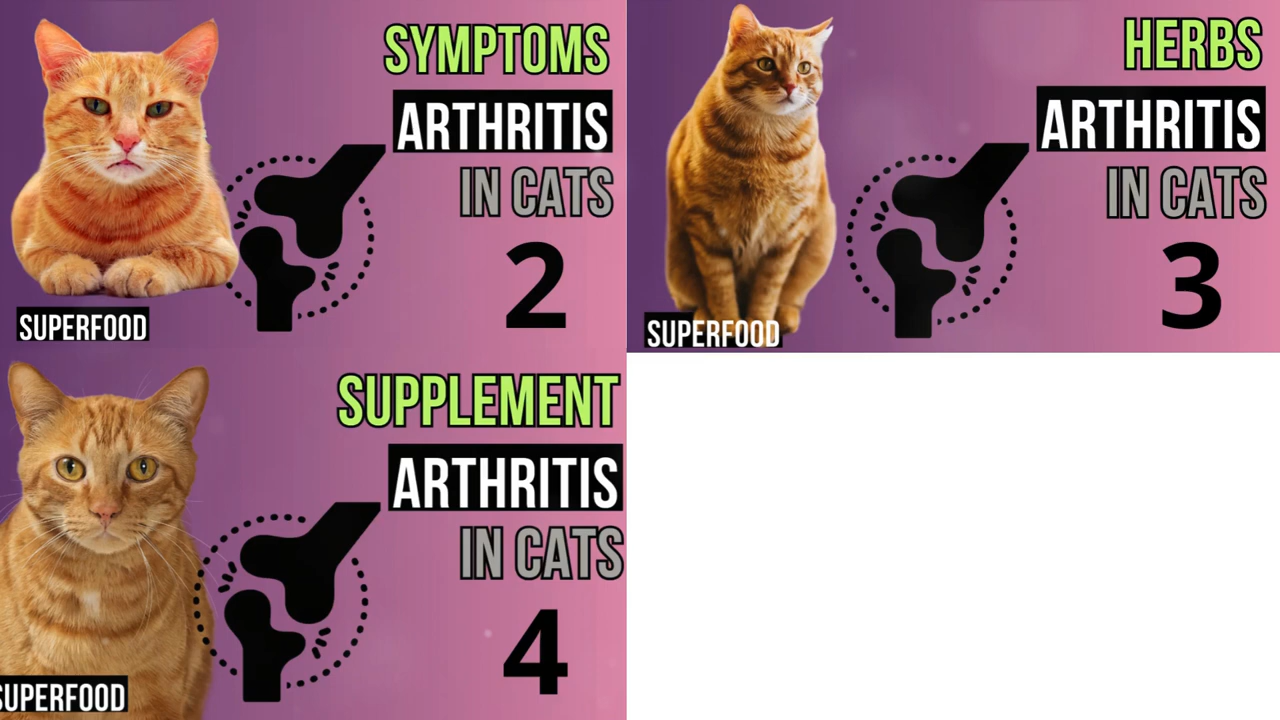 SYMPTOMS
ARTHRITIS
IN CATS
2
SUPERFOOD
HERBS
ARTHRITIS
IN CATS
3
SUPERFOOD
SUPPLEMENT
ARTHRITIS
IN CATS
4
SUPERFOOD